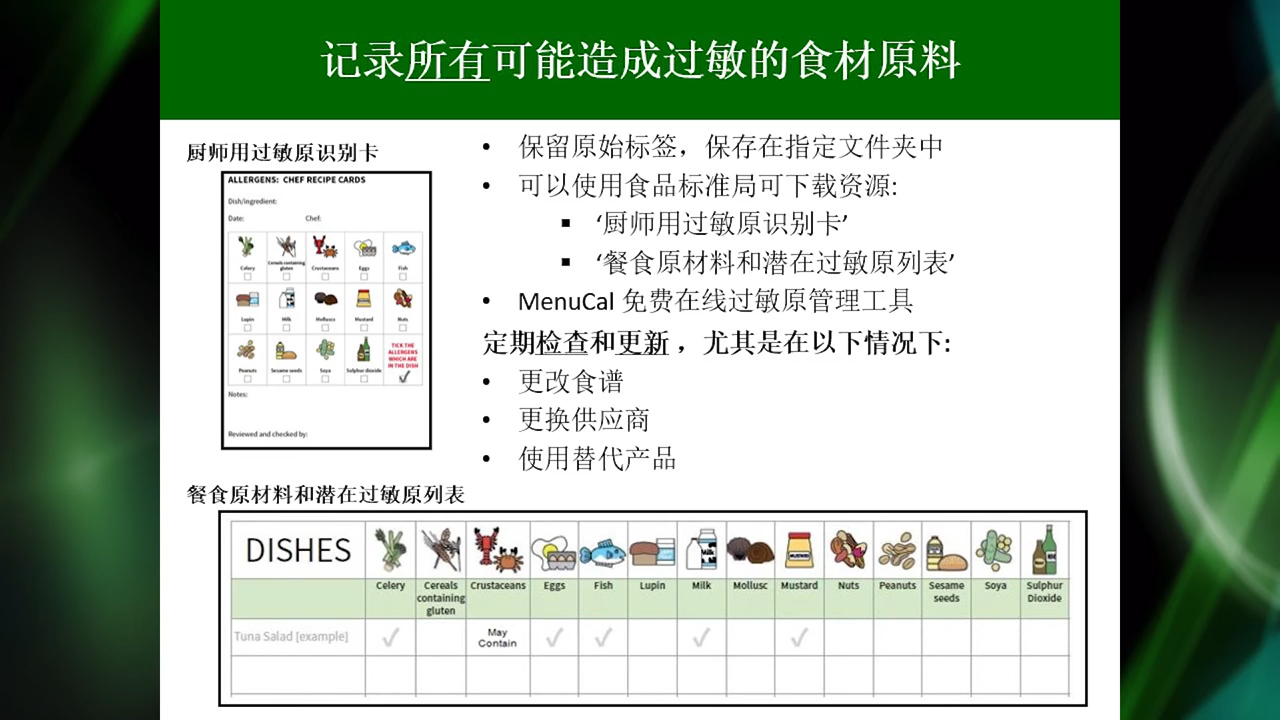 记录所有可能造成过敏的食材原料
厨师用过敏原识别卡
ALLERGENS: CHEF RECIPE CARDS
Dish/ingredient:
Date: Chef:
Celery Cereals containing gluten Crustaceans Eggs Fish
Lupin Milk Molluscs Mustard Nuts
Peanuts Sesame seeds Soya Sulphur dioxide
TICK THE
ALLERGENS
WHICH ARE
IN THE DISH
Notes:
Reviewed and checked by:
• 保留原始标签，保存在指定文件夹中
• 可以使用食品标准局可下载资源:
▪ ‘厨师用过敏原识别卡’
▪ ‘餐食原材料和潜在过敏原列表’
• MenuCal 免费在线过敏原管理工具
定期检查和更新 ，尤其是在以下情况下:
• 更改食谱
• 更换供应商
• 使用替代产品
餐食原材料和潜在过敏原列表
DISHES
Milk
MUSTARD
Celery Cereals containing gluten Crustaceans Eggs Fish Lupin Milk Mollusc Mustard Nuts Peanuts Sesame seeds Soya Sulphur Dioxide
Tuna Salad [example] ✓ May Contain ✓ ✓ ✓ ✓